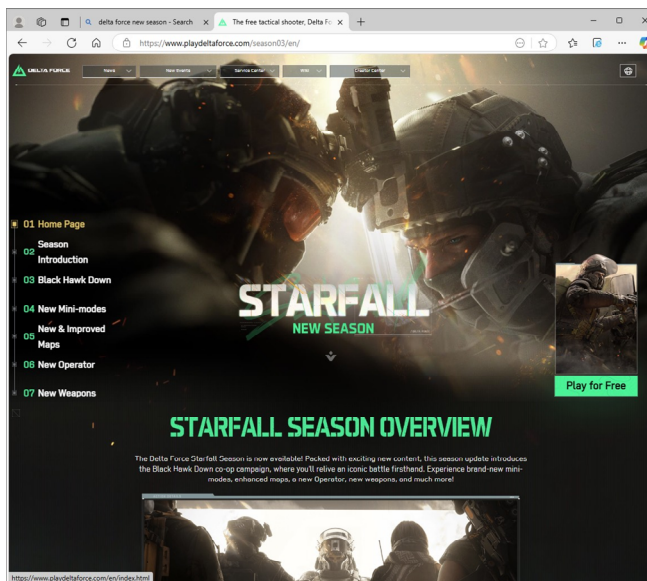 delta force new season - Search
The free tactical shooter, Delta Fo
https://www.playdeltaforce.com/season03/en/
DELTA FORCE
News
New Events
Service Center
Wiki
Creator Center
01 Home Page
02 Season
Introduction
03 Black Hawk Down
04 New Mini-modes
05 New & Improved
Maps
06 New Operator
07 New Weapons
STARFALL
NEW SEASON
Play for Free
STARFALL SEASON OVERVIEW
The Delta Force Starfall Season is now available! Packed with exciting new content, this season update introduces
the Black Hawk Down co-op campaign, where you'll relive an iconic battle firsthand. Experience brand-new mini-
modes, enhanced maps, a new Operator, new weapons, and much more!
https://www.playdeltaforce.com/en/index.html